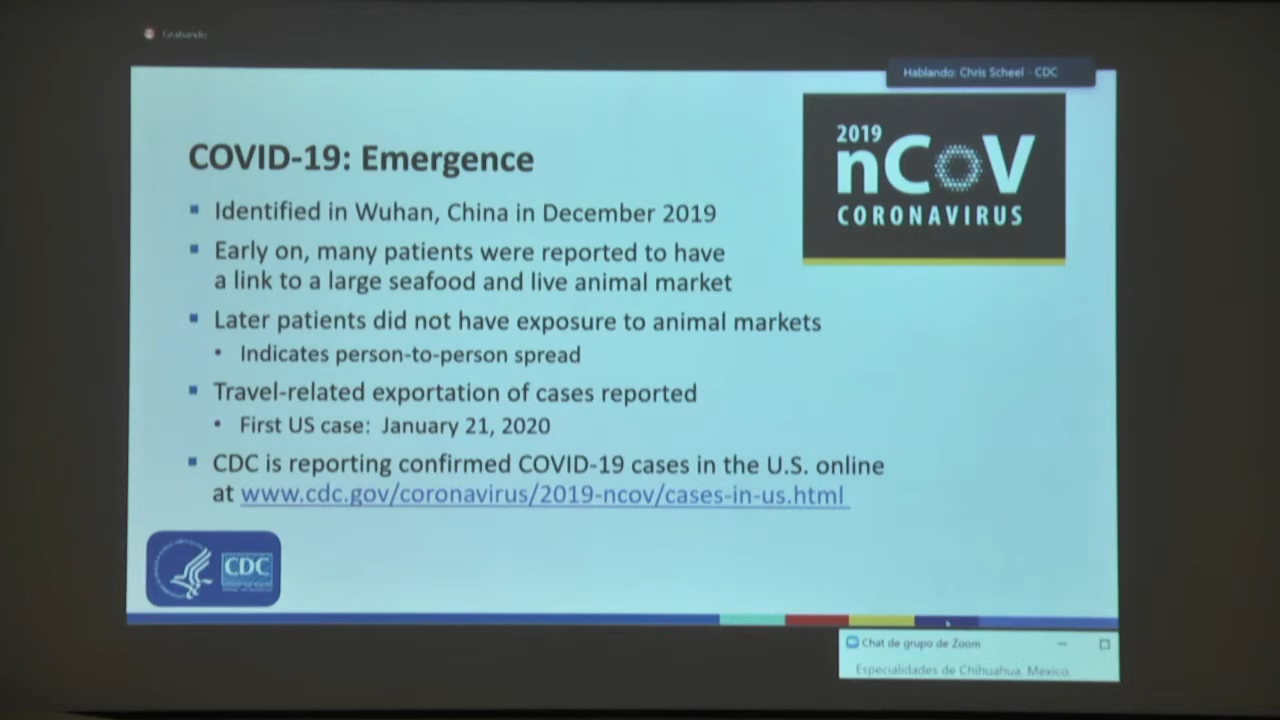 Grabando
Hablando: Chris Scheel - CDC
2019
nCoV
CORONAVIRUS
COVID-19: Emergence
▪ Identified in Wuhan, China in December 2019
▪ Early on, many patients were reported to have
a link to a large seafood and live animal market
▪ Later patients did not have exposure to animal markets
• Indicates person-to-person spread
▪ Travel-related exportation of cases reported
• First US case: January 21, 2020
▪ CDC is reporting confirmed COVID-19 cases in the U.S. online
at www.cdc.gov/coronavirus/2019-ncov/cases-in-us.html
CDC
Chat de grupo de Zoom
Especialidades de Chihuahua, México